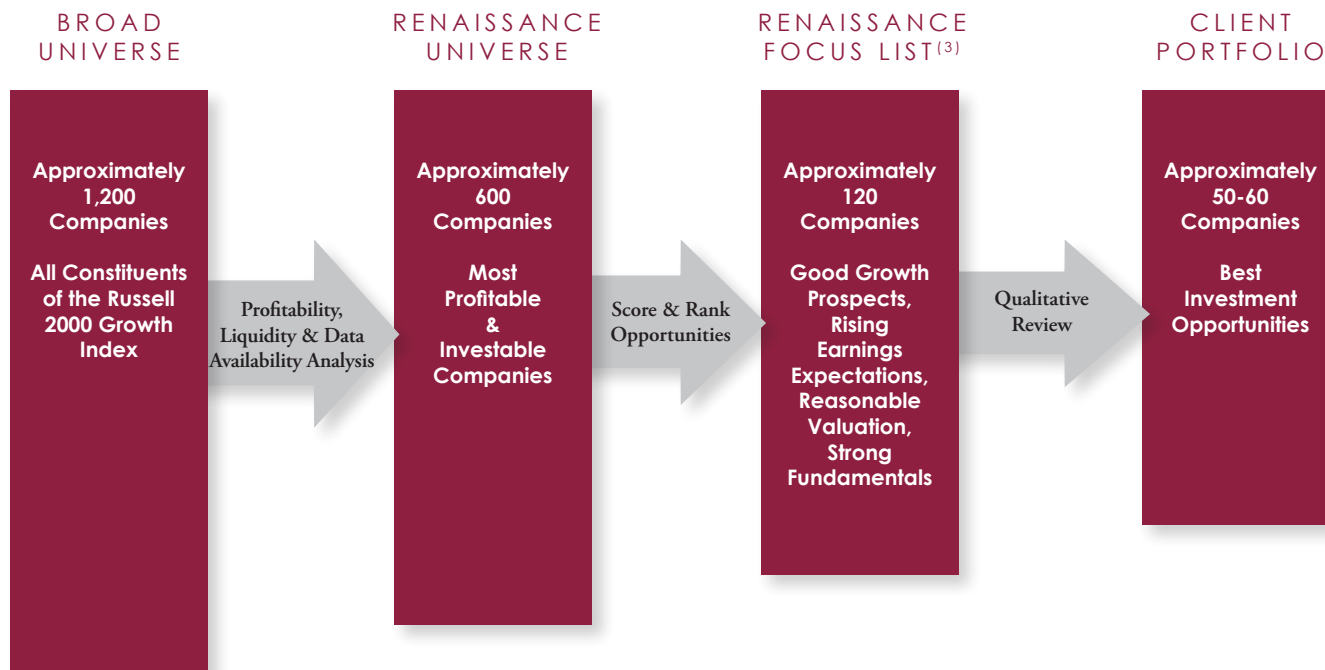 BROAD
UNIVERSE
Approximately
1,200
Companies
All Constituents
of the Russell
2000 Growth
Index
Profitability,
Liquidity & Data
Availability Analysis
RENAISSANCE
UNIVERSE
Approximately
600
Companies
Most
Profitable
&
Investable
Companies
Score & Rank
Opportunities
RENAISSANCE
FOCUS LIST(3)
Approximately
120
Companies
Good Growth
Prospects,
Rising
Earnings
Expectations,
Reasonable
Valuation,
Strong
Fundamentals
Qualitative
Review
CLIENT
PORTFOLIO
Approximately
50-60
Companies
Best
Investment
Opportunities